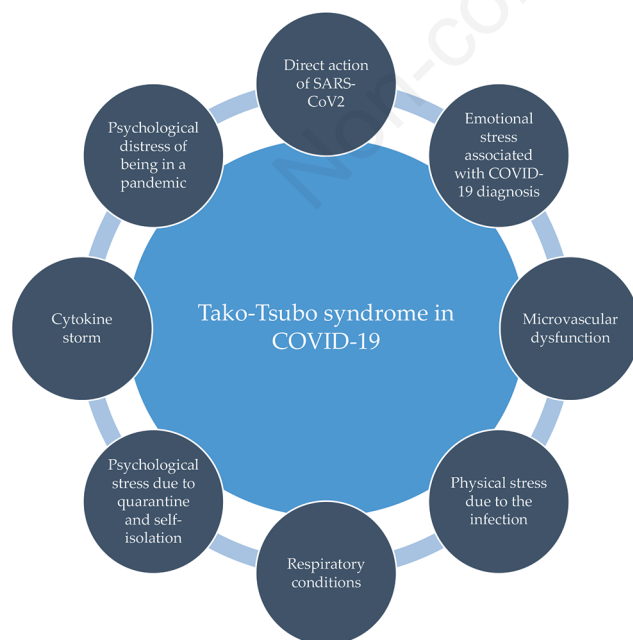 Direct action
of SARS-
CoV2
Emotional
stress
associated
with COVID-
19 diagnosis
Microvascular
dysfunction
Physical stress
due to the
infection
Respiratory
conditions
Psychological
stress due to
quarantine
and self-
isolation
Cytokine
storm
Psychological
distress of
being in a
pandemic
Tako-Tsubo syndrome in
COVID-19